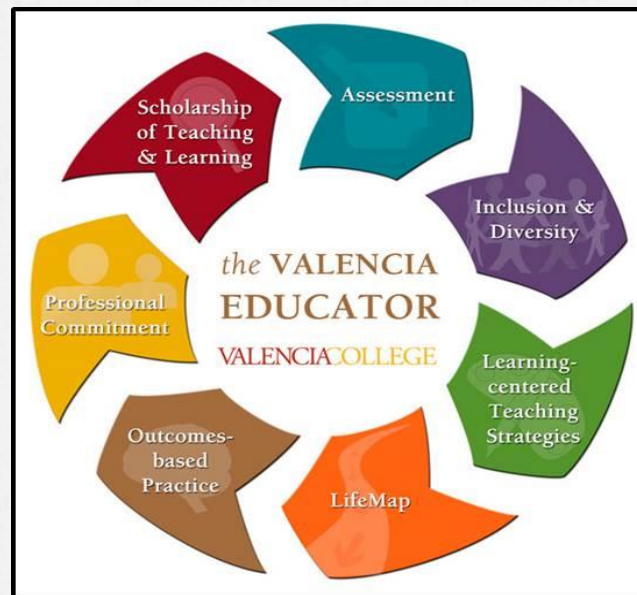 Assessment
Inclusion &
Diversity
Learning-
centered
Teaching
Strategies
LifeMap
Outcomes-
based
Practice
Professional
Commitment
Scholarship
of Teaching
& Learning
the VALENCIA
EDUCATOR
VALENCIACOLLEGE